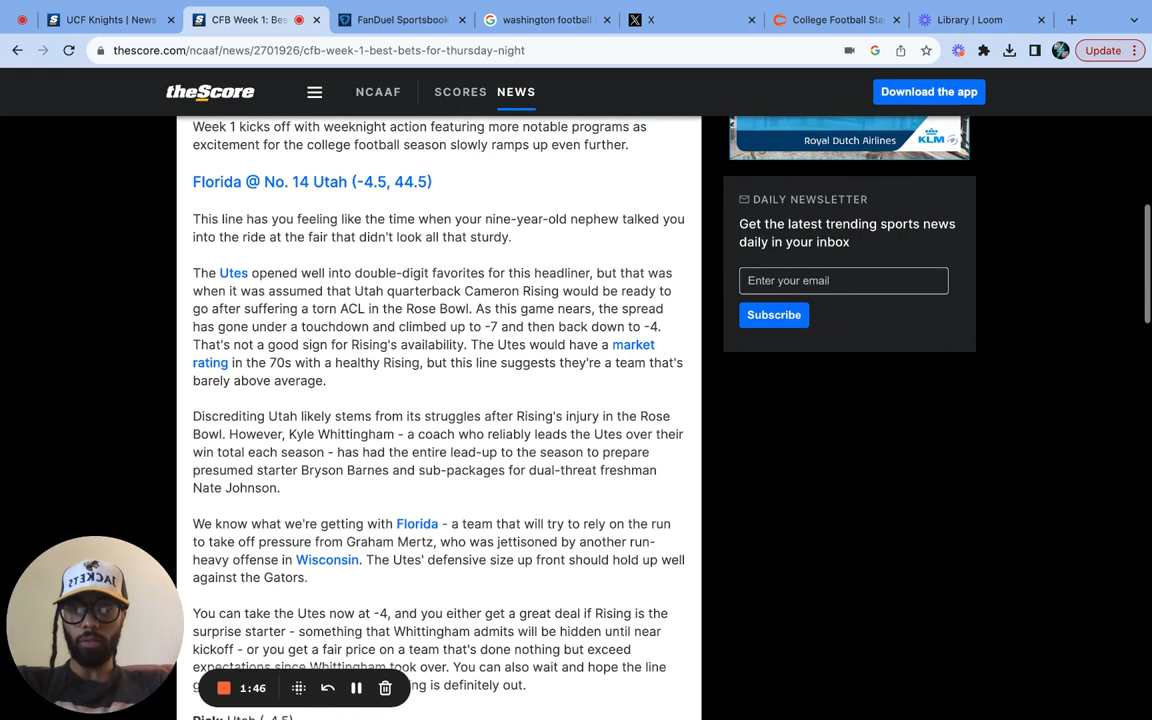 UCF Knights | News
CFB Week 1: Bes
FanDuel Sportsbook
washington football
X
College Football Sta
Library | Loom
thescore.com/ncaaf/news/2701926/cfb-week-1-best-bets-for-thursday-night
Update
theScore
NCAAF
SCORES
NEWS
Download the app
Week 1 kicks off with weeknight action featuring more notable programs as
excitement for the college football season slowly ramps up even further.
Florida @ No. 14 Utah (-4.5, 44.5)
This line has you feeling like the time when your nine-year-old nephew talked you
into the ride at the fair that didn't look all that sturdy.
The Utes opened well into double-digit favorites for this headliner, but that was
when it was assumed that Utah quarterback Cameron Rising would be ready to
go after suffering a torn ACL in the Rose Bowl. As this game nears, the spread
has gone under a touchdown and climbed up to -7 and then back down to -4.
That's not a good sign for Rising's availability. The Utes would have a market
rating in the 70s with a healthy Rising, but this line suggests they're a team that's
barely above average.
Discrediting Utah likely stems from its struggles after Rising's injury in the Rose
Bowl. However, Kyle Whittingham - a coach who reliably leads the Utes over their
win total each season - has had the entire lead-up to the season to prepare
presumed starter Bryson Barnes and sub-packages for dual-threat freshman
Nate Johnson.
We know what we're getting with Florida - a team that will try to rely on the run
to take off pressure from Graham Mertz, who was jettisoned by another run-
heavy offense in Wisconsin. The Utes' defensive size up front should hold up well
against the Gators.
You can take the Utes now at -4, and you either get a great deal if Rising is the
surprise starter - something that Whittingham admits will be hidden until near
kickoff - or you get a fair price on a team that's done nothing but exceed
expectations since Whittingham took over. You can also wait and hope the line
is definitely out.
Pick: Utah (-4.5)
Royal Dutch Airlines
KLM
DAILY NEWSLETTER
Get the latest trending sports news
daily in your inbox
Enter your email
Subscribe
JACKETS
1:46